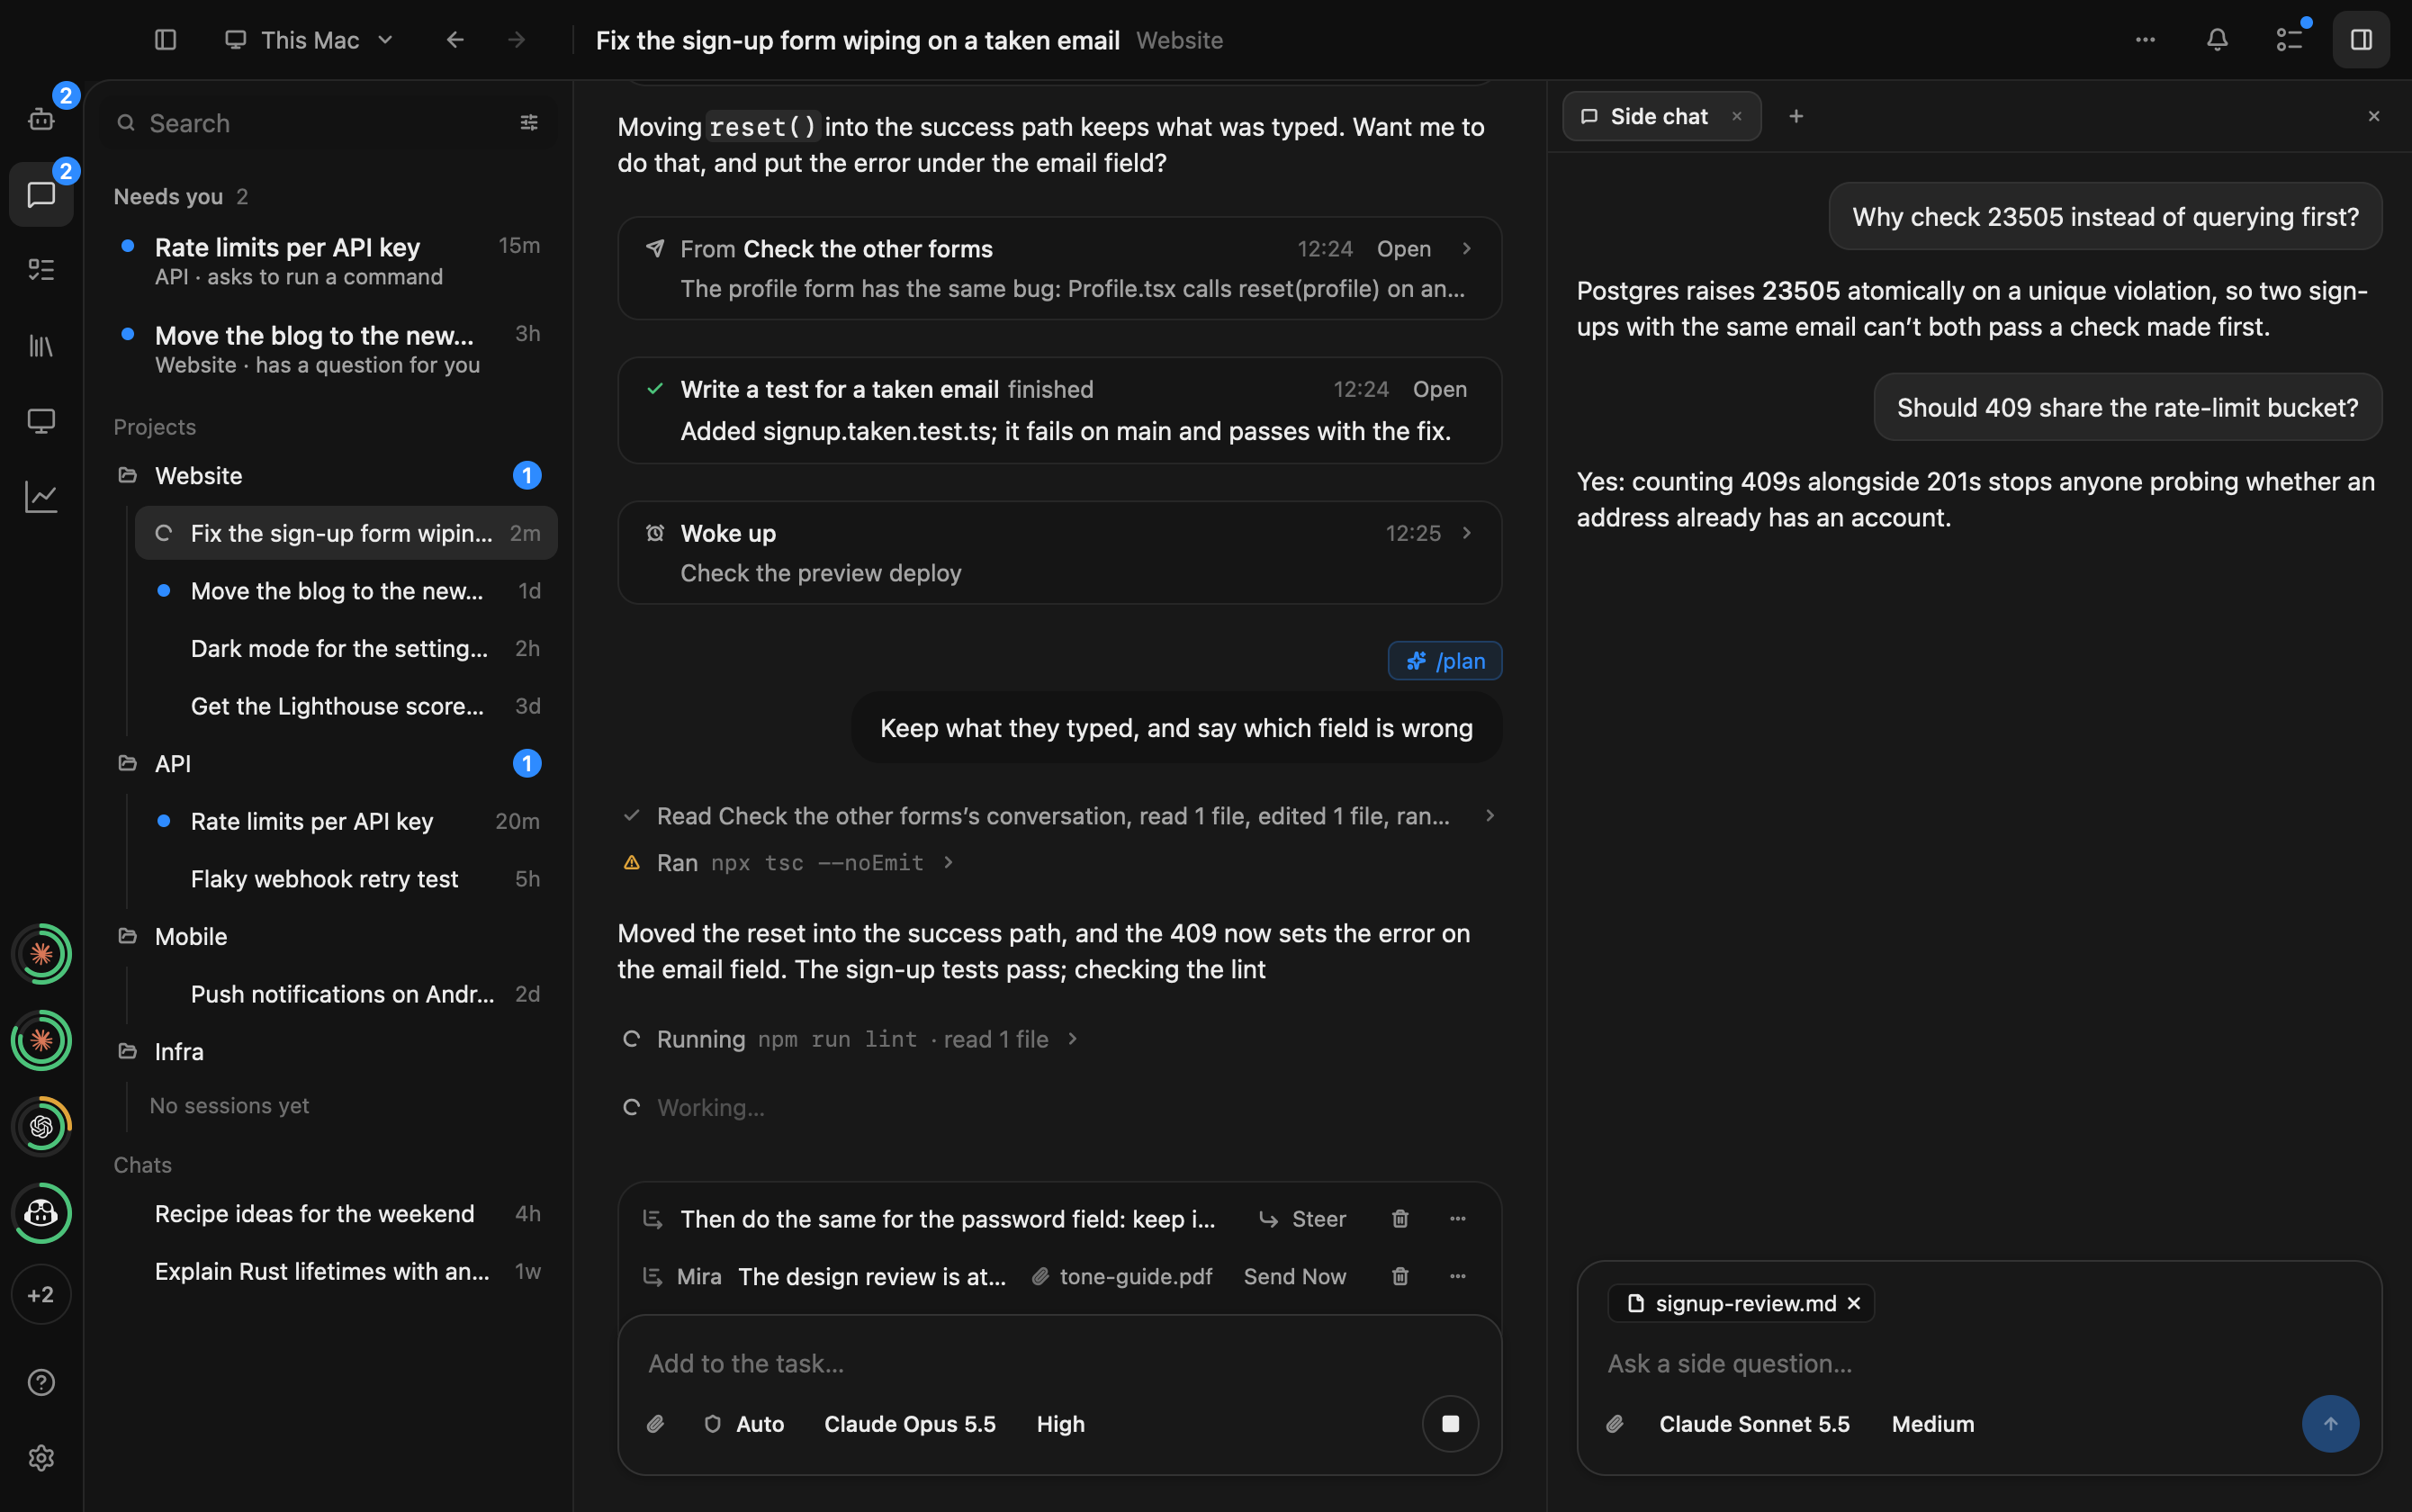 This Mac
Fix the sign-up form wiping on a taken email Website
2
2
+2
Search
Needs you 2
Rate limits per API key 15m
API · asks to run a command
Move the blog to the new... 3h
Website · has a question for you
Projects
Website 1
Fix the sign-up form wipin... 2m
Move the blog to the new... 1d
Dark mode for the setting... 2h
Get the Lighthouse score... 3d
API 1
Rate limits per API key 20m
Flaky webhook retry test 5h
Mobile
Push notifications on Andr... 2d
Infra
No sessions yet
Chats
Recipe ideas for the weekend 4h
Explain Rust lifetimes with an... 1w
Moving reset() into the success path keeps what was typed. Want me to
do that, and put the error under the email field?
From Check the other forms 12:24 Open
The profile form has the same bug: Profile.tsx calls reset(profile) on an...
Write a test for a taken email finished 12:24 Open
Added signup.taken.test.ts; it fails on main and passes with the fix.
Woke up 12:25
Check the preview deploy
/plan
Keep what they typed, and say which field is wrong
Read Check the other forms’s conversation, read 1 file, edited 1 file, ran...
Ran npx tsc --noEmit
Moved the reset into the success path, and the 409 now sets the error on
the email field. The sign-up tests pass; checking the lint
Running npm run lint · read 1 file
Working...
Then do the same for the password field: keep i... Steer
Mira The design review is at... tone-guide.pdf Send Now
Add to the task...
Auto Claude Opus 5.5 High
Side chat
Why check 23505 instead of querying first?
Postgres raises 23505 atomically on a unique violation, so two sign-
ups with the same email can’t both pass a check made first.
Should 409 share the rate-limit bucket?
Yes: counting 409s alongside 201s stops anyone probing whether an
address already has an account.
signup-review.md
Ask a side question...
Claude Sonnet 5.5 Medium